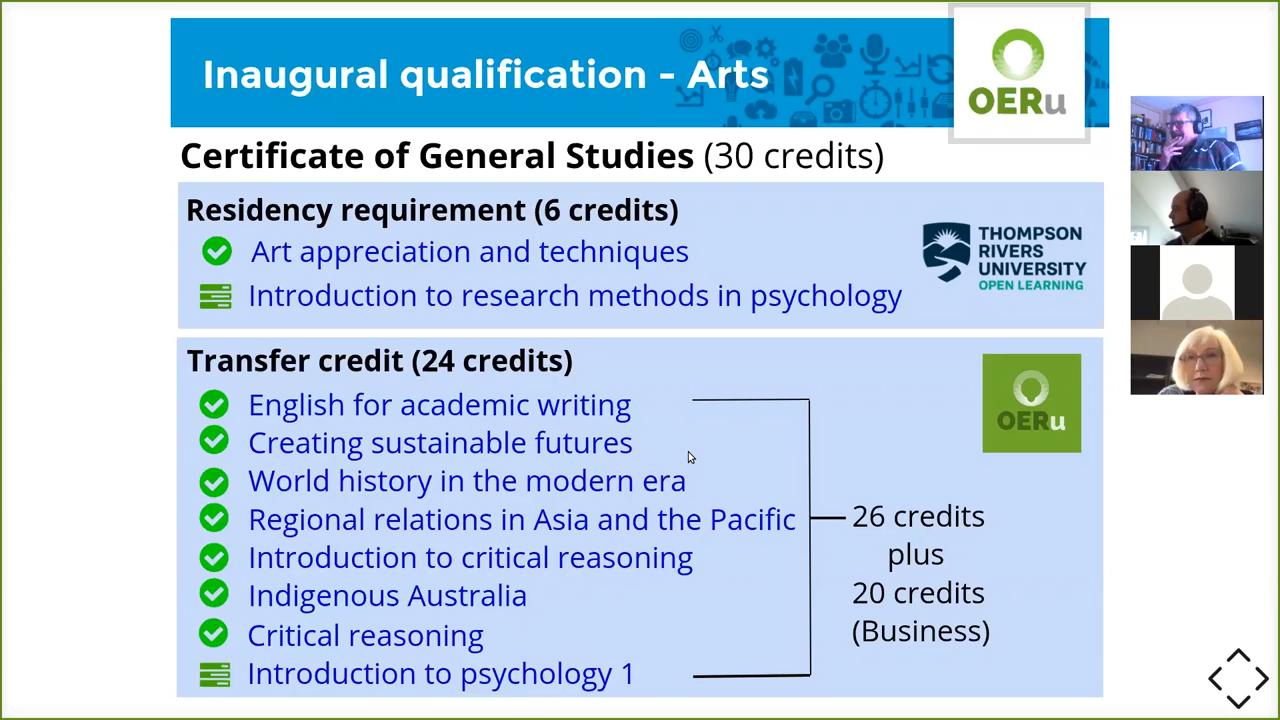 Inaugural qualification - Arts
OERu
Certificate of General Studies (30 credits)
Residency requirement (6 credits)
Art appreciation and techniques
Introduction to research methods in psychology
THOMPSON
RIVERS
UNIVERSITY
OPEN LEARNING
Transfer credit (24 credits)
English for academic writing
Creating sustainable futures
World history in the modern era
Regional relations in Asia and the Pacific
Introduction to critical reasoning
Indigenous Australia
Critical reasoning
Introduction to psychology 1
OERu
26 credits
plus
20 credits
(Business)